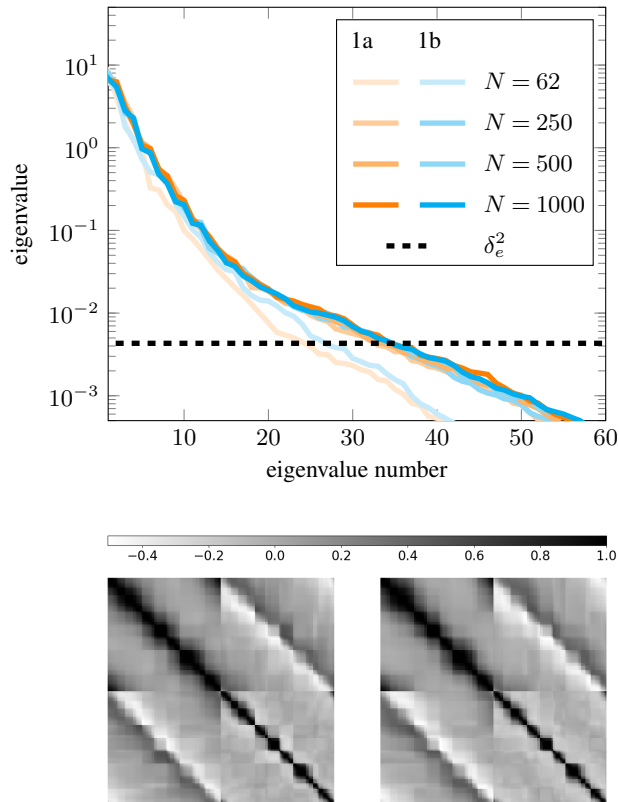 1a 1b
N = 62
N = 250
N = 500
N = 1000
δ_e^2
eigenvalue
10^1
10^0
10^{-1}
10^{-2}
10^{-3}
10 20 30 40 50 60
eigenvalue number
−0.4 −0.2 0.0 0.2 0.4 0.6 0.8 1.0